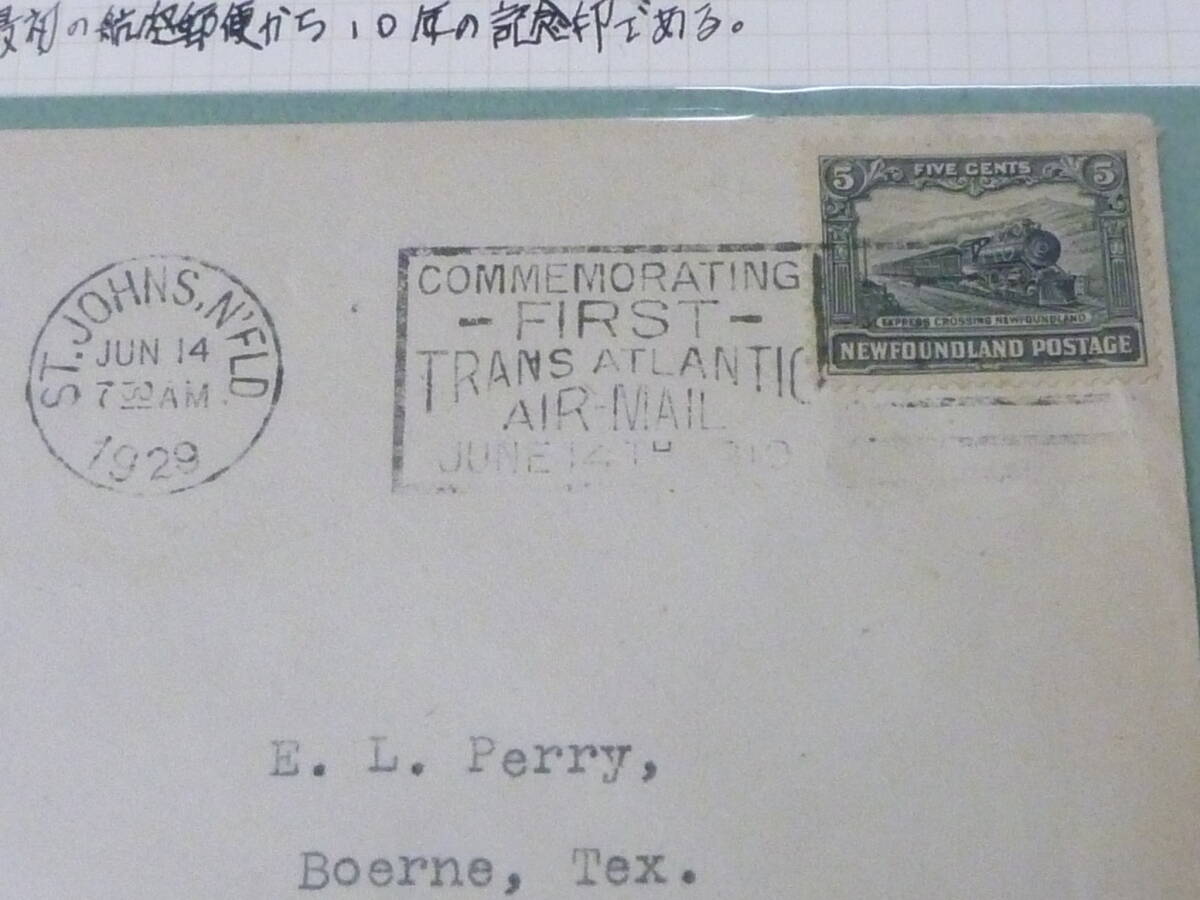 最初の航空郵便から10年の記念印である。
5 FIVE CENTS 5
EXPRESS CROSSING NEWFOUNDLAND
NEWFOUNDLAND POSTAGE
ST. JOHNS, N'FLD
JUN 14
7 30 AM
1929
COMMEMORATING
- FIRST -
TRANS ATLANTIC
AIR-MAIL
JUNE 14TH 919
E. L. Perry,
Boerne, Tex.